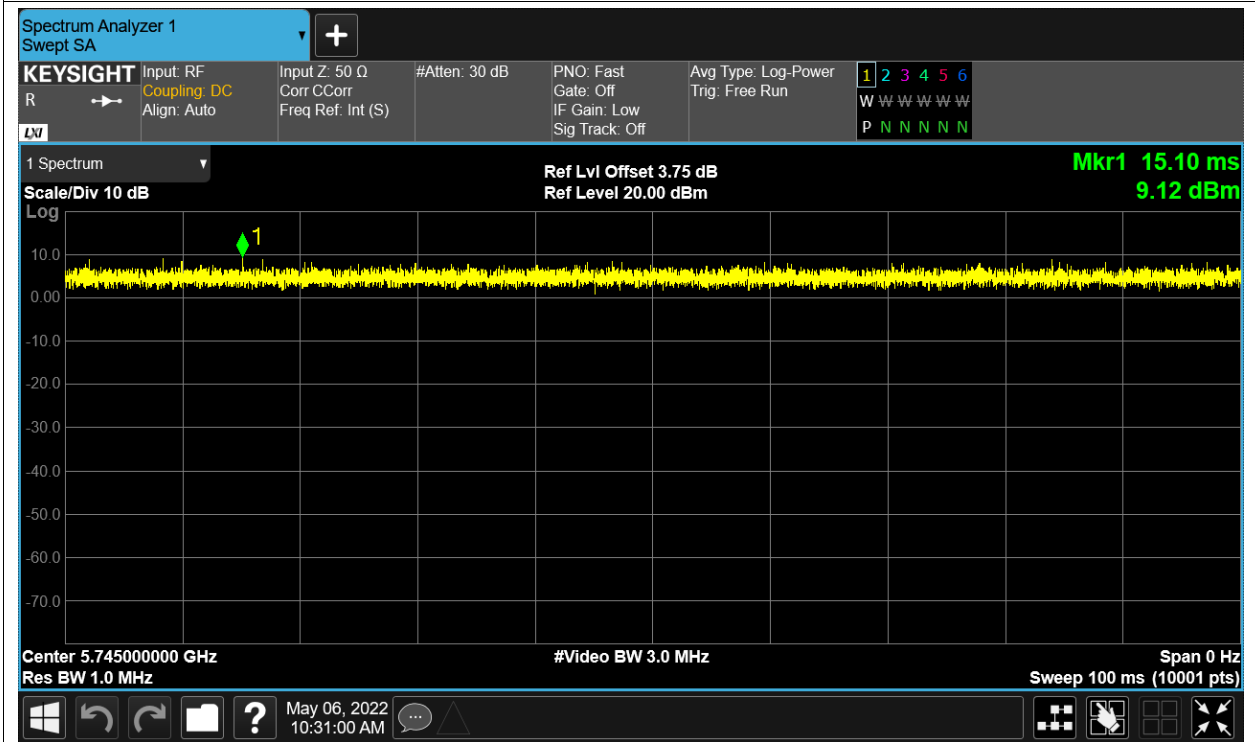 Spectrum Analyzer 1
Swept SA
KEYSIGHT
R
LXI
Input: RF
Coupling: DC
Align: Auto
Input Z: 50 Ω
Corr CCorr
Freq Ref: Int (S)
#Atten: 30 dB
PNO: Fast
Gate: Off
IF Gain: Low
Sig Track: Off
Avg Type: Log-Power
Trig: Free Run
1 2 3 4 5 6
W W W W W W
P N N N N N
1 Spectrum
Scale/Div 10 dB
Log
Ref Lvl Offset 3.75 dB
Ref Level 20.00 dBm
Mkr1 15.10 ms
9.12 dBm
1
10.0
0.00
-10.0
-20.0
-30.0
-40.0
-50.0
-60.0
-70.0
Center 5.745000000 GHz
Res BW 1.0 MHz
#Video BW 3.0 MHz
Span 0 Hz
Sweep 100 ms (10001 pts)
?
May 06, 2022
10:31:00 AM